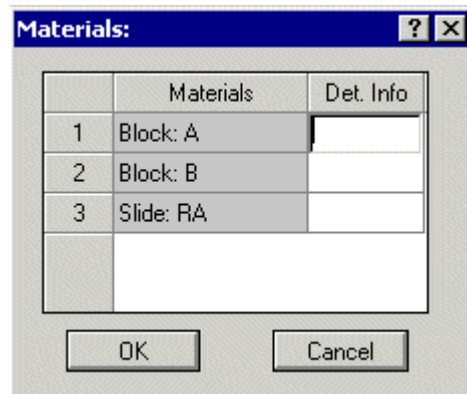 Materials:
Materials Det. Info
1 Block: A
2 Block: B
3 Slide: RA
OK Cancel